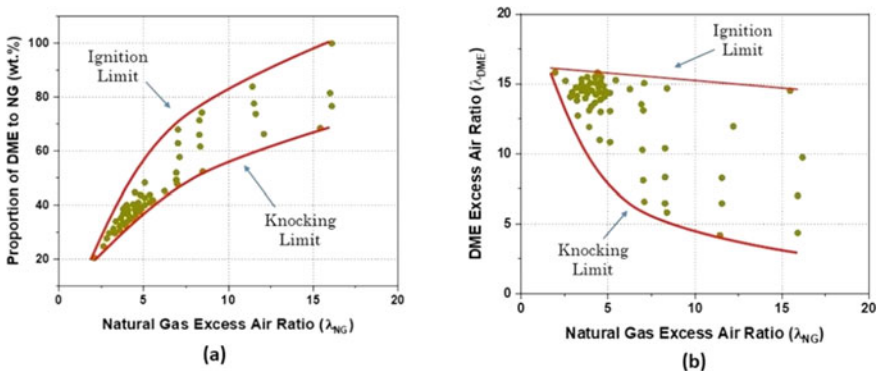 Proportion of DME to NG (wt.%)
100
80
60
40
20
Ignition
Limit
Knocking
Limit
0 5 10 15 20
Natural Gas Excess Air Ratio (λNG)
(a)
DME Excess Air Ratio (λDME)
20
15
10
5
0
Ignition
Limit
Knocking
Limit
0 5 10 15 20
Natural Gas Excess Air Ratio (λNG)
(b)